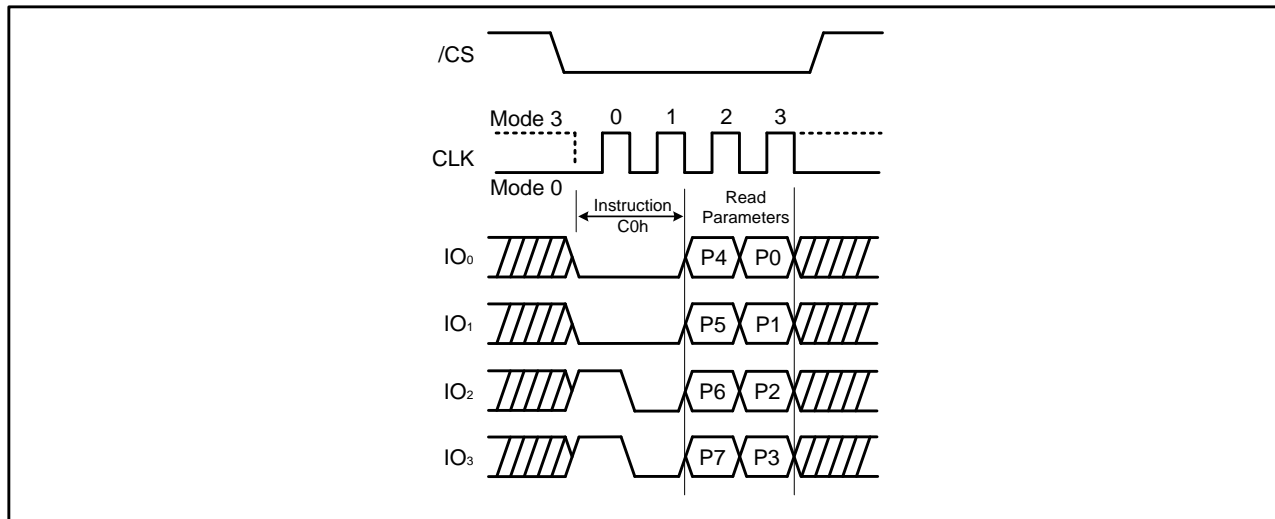 /CS
Mode 3 0 1 2 3
CLK
Mode 0
Instruction
C0h
Read
Parameters
IO₀ P4 P0
IO₁ P5 P1
IO₂ P6 P2
IO₃ P7 P3